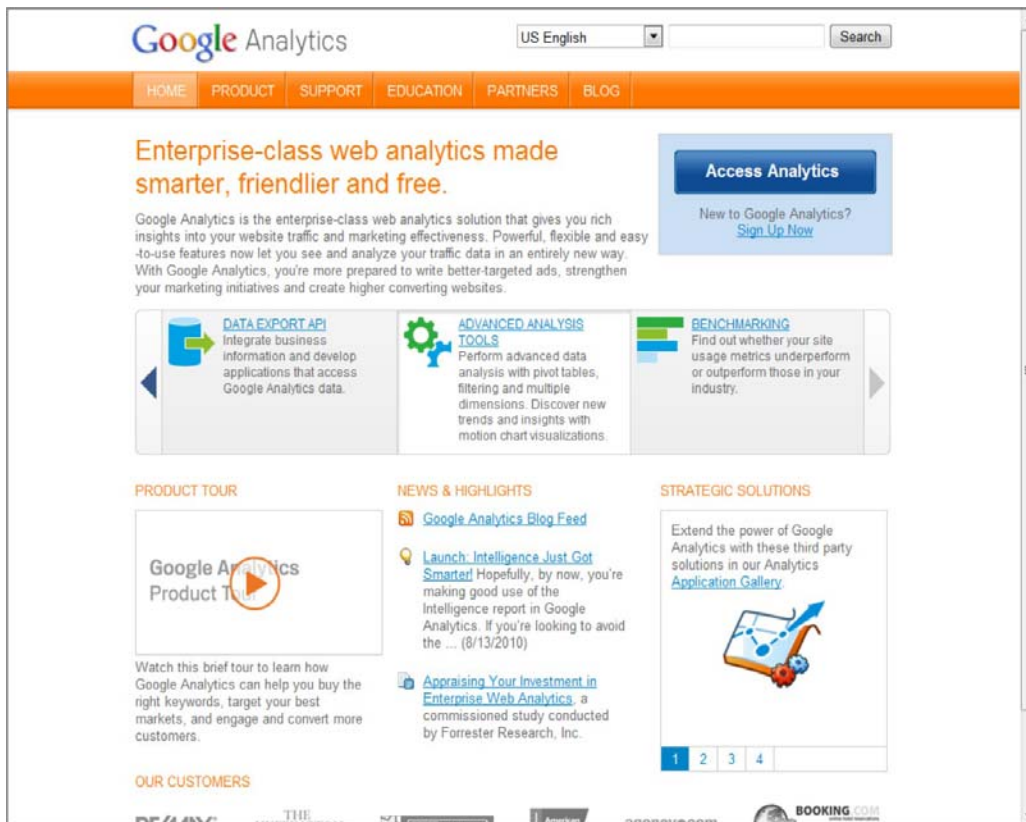 Google Analytics
US English
Search
HOME PRODUCT SUPPORT EDUCATION PARTNERS BLOG
Enterprise-class web analytics made
smarter, friendlier and free.
Google Analytics is the enterprise-class web analytics solution that gives you rich
insights into your website traffic and marketing effectiveness. Powerful, flexible and easy
-to-use features now let you see and analyze your traffic data in an entirely new way.
With Google Analytics, you're more prepared to write better-targeted ads, strengthen
your marketing initiatives and create higher converting websites.
Access Analytics
New to Google Analytics?
Sign Up Now
DATA EXPORT API
Integrate business
information and develop
applications that access
Google Analytics data.
ADVANCED ANALYSIS
TOOLS
Perform advanced data
analysis with pivot tables,
filtering and multiple
dimensions. Discover new
trends and insights with
motion chart visualizations.
BENCHMARKING
Find out whether your site
usage metrics underperform
or outperform those in your
industry.
PRODUCT TOUR
Google Analytics
Product Tour
Watch this brief tour to learn how
Google Analytics can help you buy the
right keywords, target your best
markets, and engage and convert more
customers.
NEWS & HIGHLIGHTS
Google Analytics Blog Feed
Launch: Intelligence Just Got
Smarter! Hopefully, by now, you're
making good use of the
Intelligence report in Google
Analytics. If you're looking to avoid
the ... (8/13/2010)
Appraising Your Investment in
Enterprise Web Analytics, a
commissioned study conducted
by Forrester Research, Inc.
STRATEGIC SOLUTIONS
Extend the power of Google
Analytics with these third party
solutions in our Analytics
Application Gallery.
1 2 3 4
OUR CUSTOMERS
RE/MAX
THE
American
BOOKING.COM